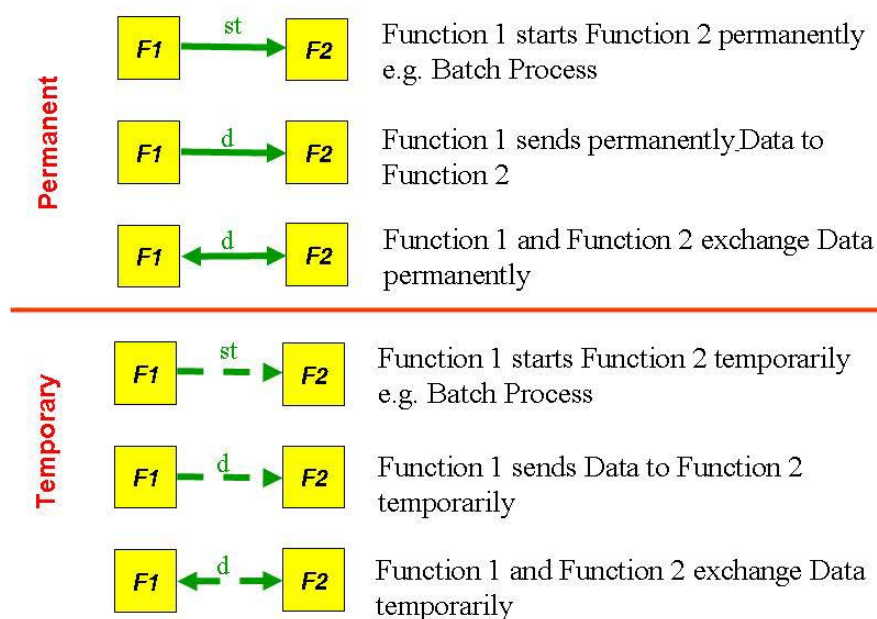 Permanent
F1 st F2
Function 1 starts Function 2 permanently
e.g. Batch Process
F1 d F2
Function 1 sends permanently Data to
Function 2
F1 d F2
Function 1 and Function 2 exchange Data
permanently
Temporary
F1 st F2
Function 1 starts Function 2 temporarily
e.g. Batch Process
F1 d F2
Function 1 sends Data to Function 2
temporarily
F1 d F2
Function 1 and Function 2 exchange Data
temporarily